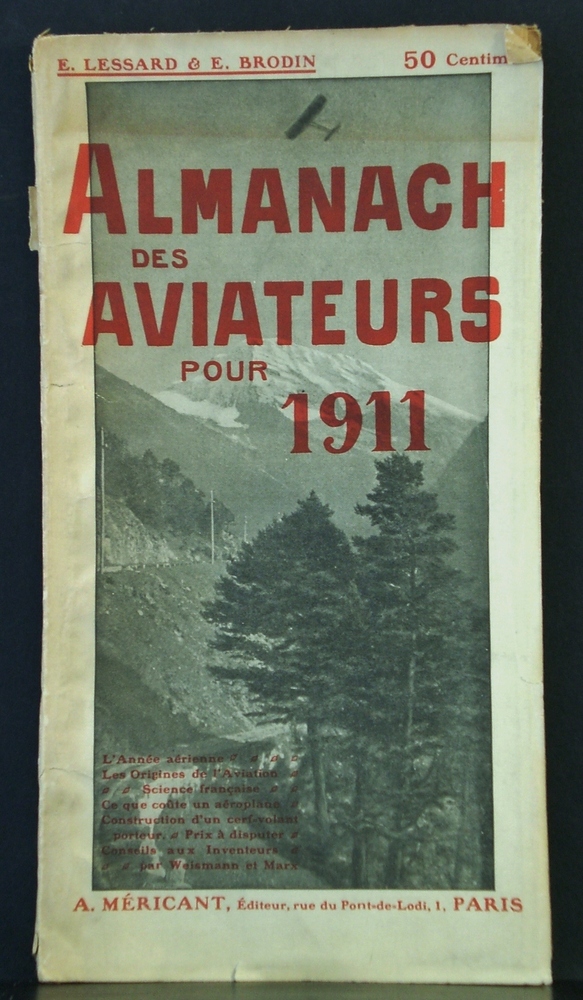 E. LESSARD & E. BRODIN 50 Centim
ALMANACH
DES
AVIATEURS
POUR
1911
L'Année aérienne
Les Origines de l'Aviation
Science française
Ce que coûte un aéroplane
Construction d'un cerf-volant
porteur. Prix à disputer
Conseils aux Inventeurs
par Weismann et Marx
A. MÉRICANT, Éditeur, rue du Pont-de-Lodi, 1, PARIS